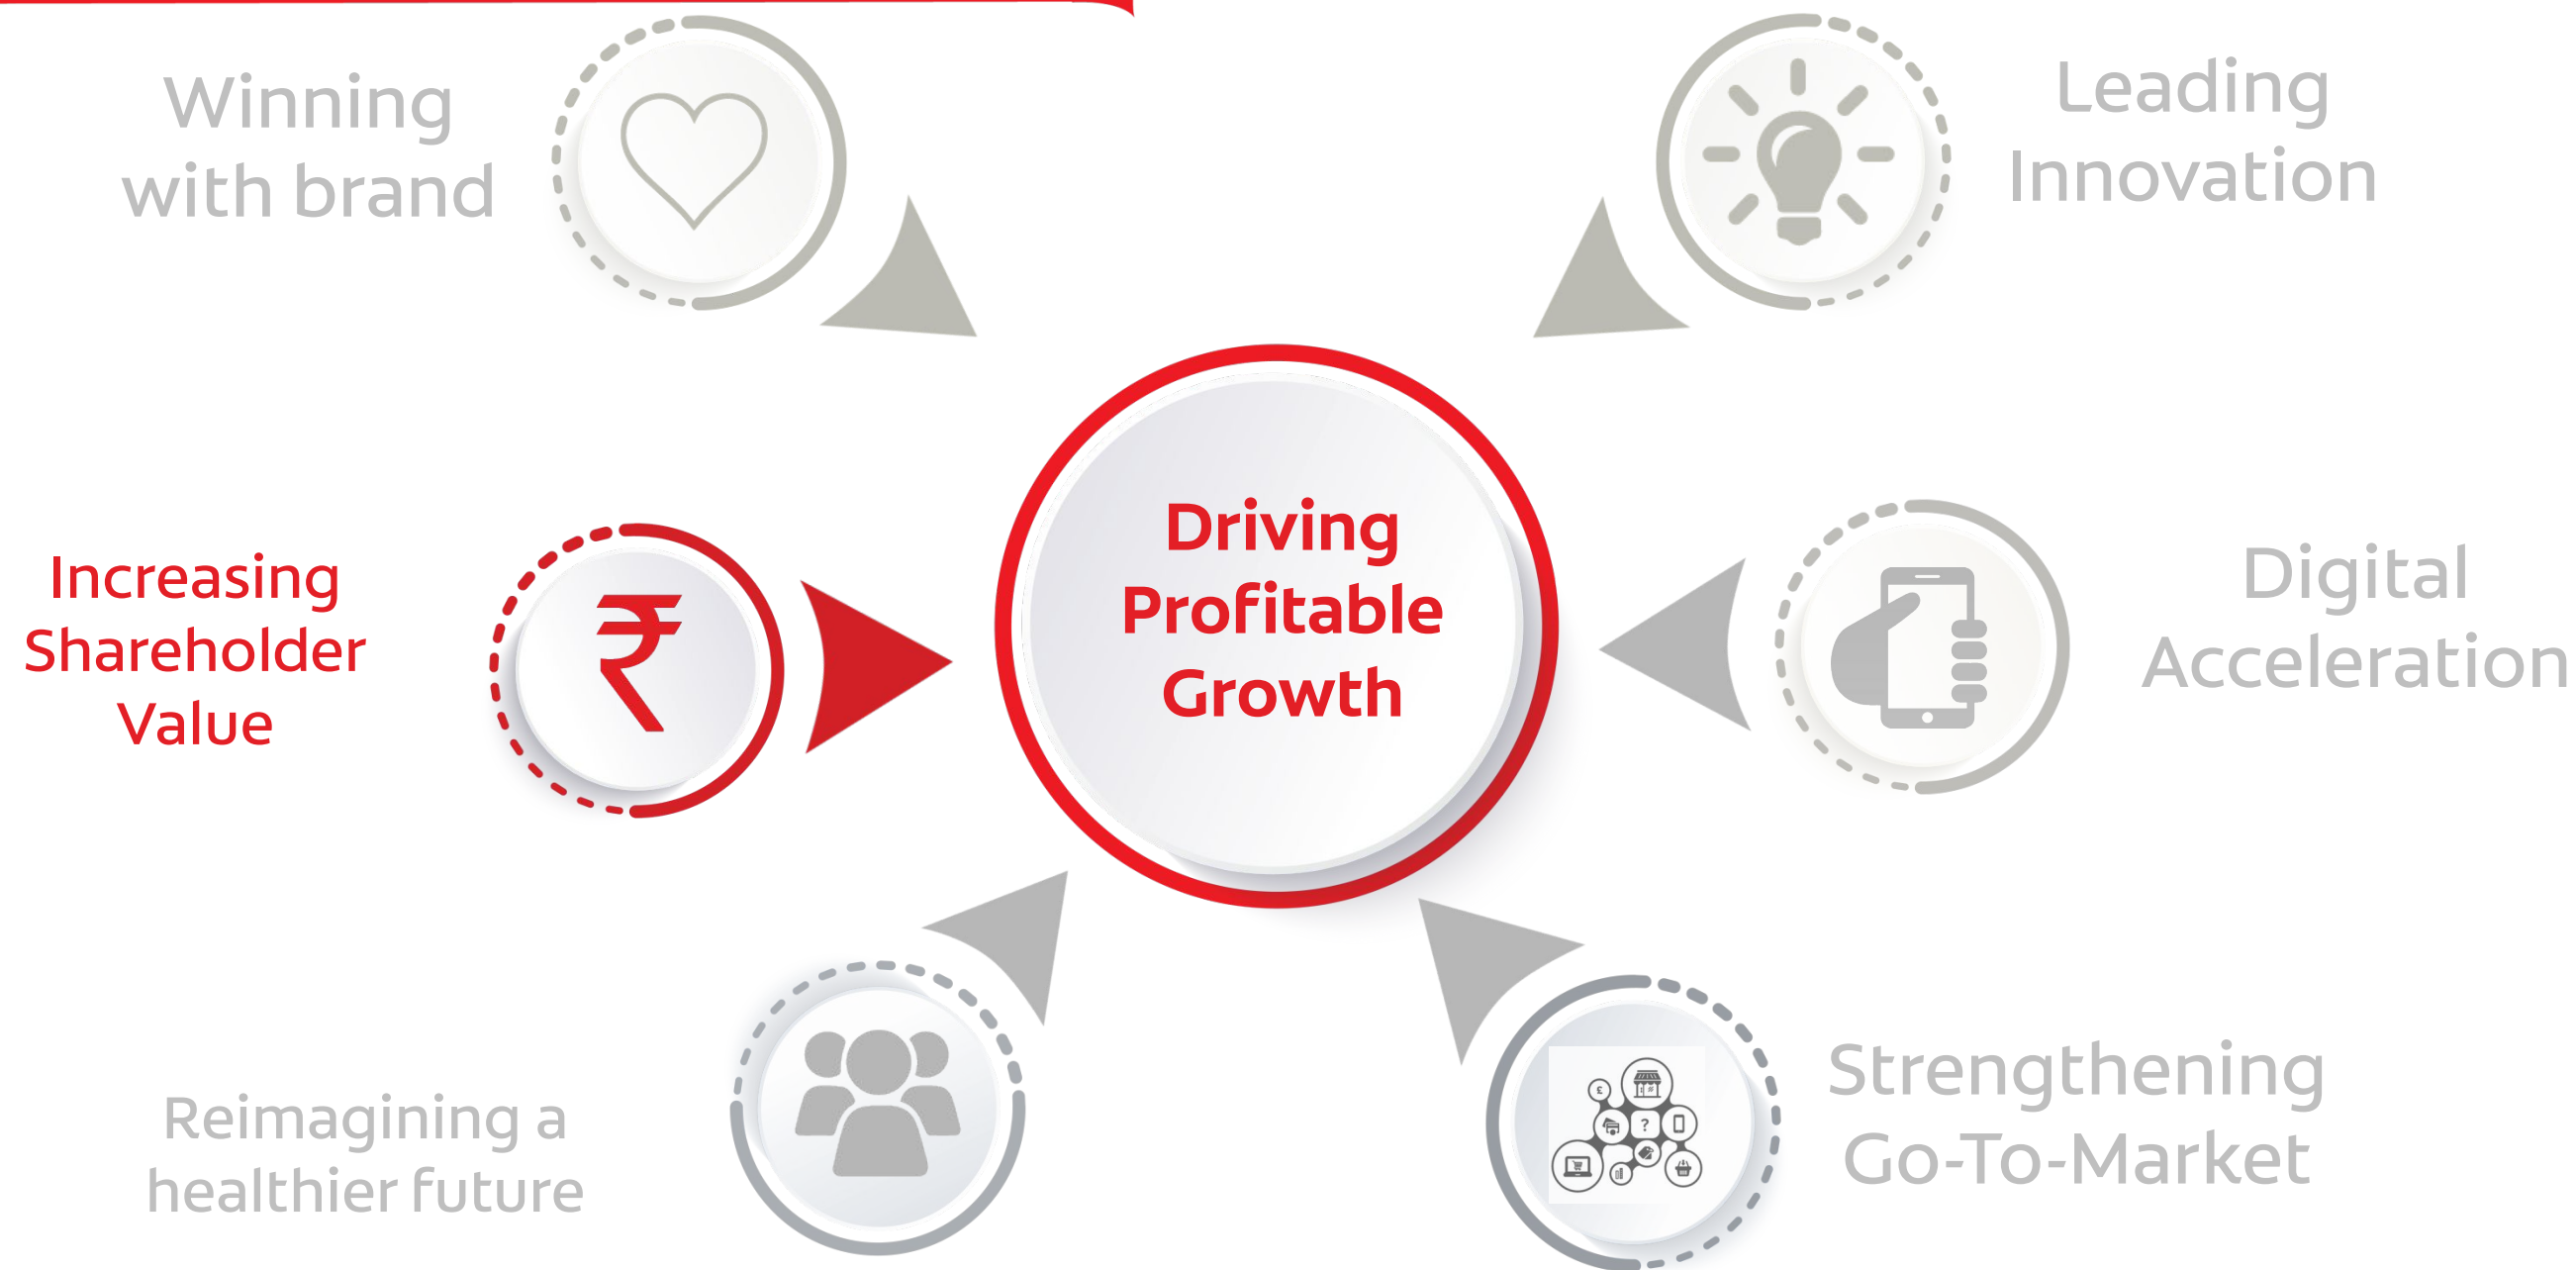 Winning
with brand
Leading
Innovation
Increasing
Shareholder
Value
₹
Driving
Profitable
Growth
Digital
Acceleration
Reimagining a
healthier future
£
?
Strengthening
Go-To-Market